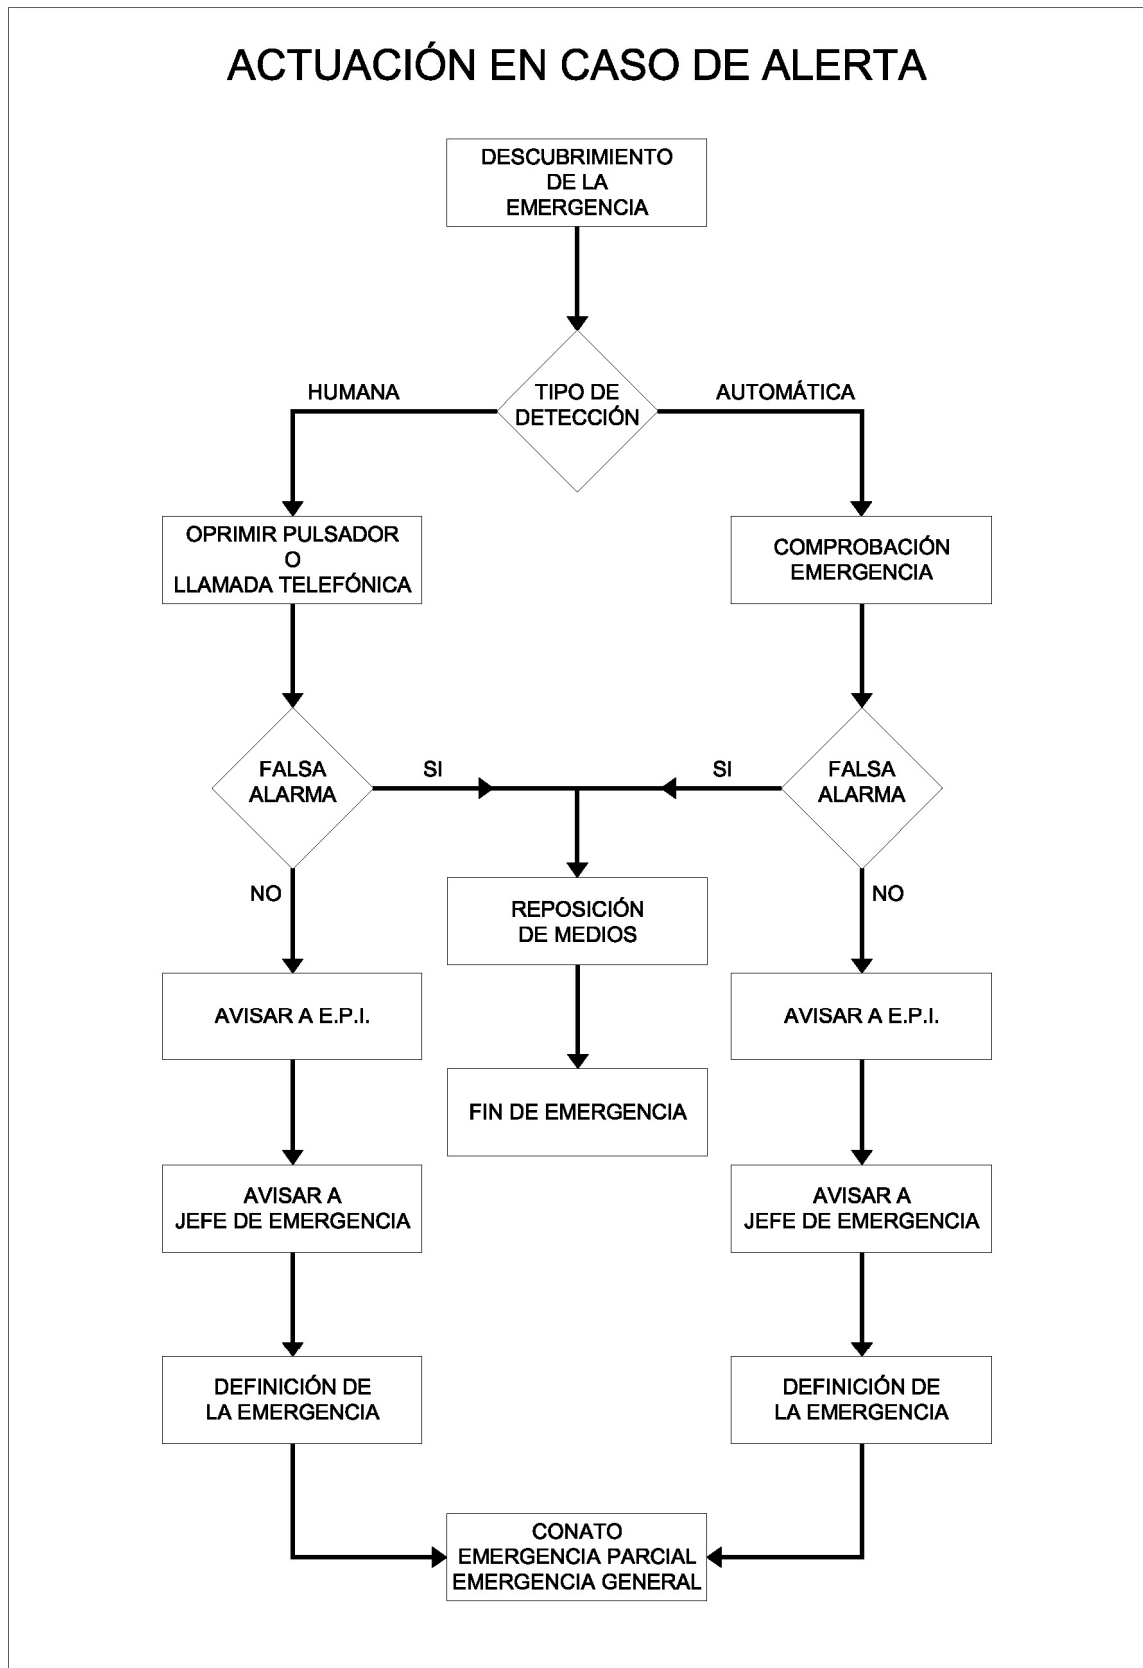 ACTUACIÓN EN CASO DE ALERTA
DESCUBRIMIENTO
DE LA
EMERGENCIA
HUMANA
TIPO DE
DETECCIÓN
AUTOMÁTICA
OPRIMIR PULSADOR
O
LLAMADA TELEFÓNICA
COMPROBACIÓN
EMERGENCIA
FALSA
ALARMA
SI
SI
FALSA
ALARMA
NO
REPOSICIÓN
DE MEDIOS
NO
AVISAR A E.P.I.
AVISAR A E.P.I.
FIN DE EMERGENCIA
AVISAR A
JEFE DE EMERGENCIA
AVISAR A
JEFE DE EMERGENCIA
DEFINICIÓN DE
LA EMERGENCIA
DEFINICIÓN DE
LA EMERGENCIA
CONATO
EMERGENCIA PARCIAL
EMERGENCIA GENERAL